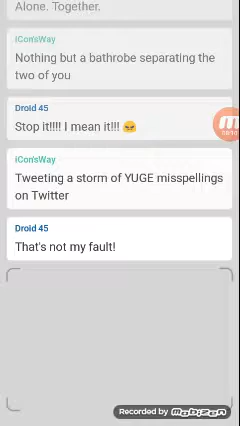 Alone. Together.
iCon'sWay
Nothing but a bathrobe separating the
two of you
Droid 45
Stop it!!!! I mean it!!! 😠
iCon'sWay
Tweeting a storm of YUGE misspellings
on Twitter
Droid 45
That's not my fault!
Recorded by mobizen